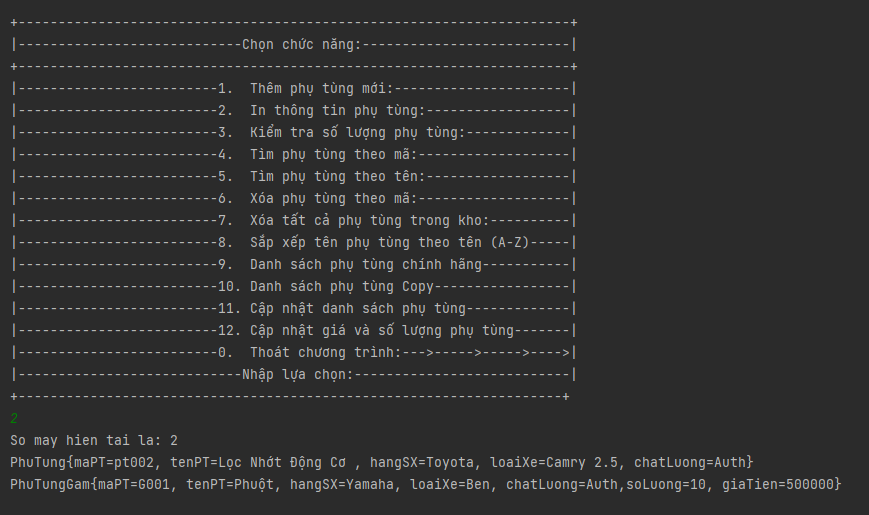 +---------------------------------------------------------------------+
|----------------------------Chọn chức năng:--------------------------|
+---------------------------------------------------------------------+
|-------------------------1.  Thêm phụ tùng mới:----------------------|
|-------------------------2.  In thông tin phụ tùng:------------------|
|-------------------------3.  Kiểm tra số lượng phụ tùng:-------------|
|-------------------------4.  Tìm phụ tùng theo mã:-------------------|
|-------------------------5.  Tìm phụ tùng theo tên:------------------|
|-------------------------6.  Xóa phụ tùng theo mã:-------------------|
|-------------------------7.  Xóa tất cả phụ tùng trong kho:----------|
|-------------------------8.  Sắp xếp tên phụ tùng theo tên (A-Z)-----|
|-------------------------9.  Danh sách phụ tùng chính hãng-----------|
|-------------------------10. Danh sách phụ tùng Copy-----------------|
|-------------------------11. Cập nhật danh sách phụ tùng-------------|
|-------------------------12. Cập nhật giá và số lượng phụ tùng-------|
|-------------------------0.  Thoát chương trình:--->----->----->---->|
|----------------------------Nhập lựa chọn:---------------------------|
+--------------------------------------------------------------------+
2
So may hien tai la: 2
PhuTung{maPT=pt002, tenPT=Lọc Nhớt Động Cơ , hangSX=Toyota, loaiXe=Camry 2.5, chatLuong=Auth}
PhuTungGam{maPT=G001, tenPT=Phuột, hangSX=Yamaha, loaiXe=Ben, chatLuong=Auth,soLuong=10, giaTien=500000}